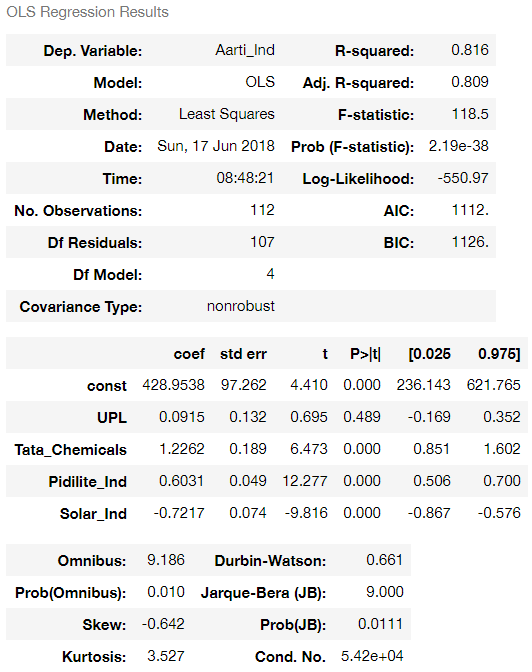 OLS Regression Results
Dep. Variable: Aarti_Ind R-squared: 0.816
Model: OLS Adj. R-squared: 0.809
Method: Least Squares F-statistic: 118.5
Date: Sun, 17 Jun 2018 Prob (F-statistic): 2.19e-38
Time: 08:48:21 Log-Likelihood: -550.97
No. Observations: 112 AIC: 1112.
Df Residuals: 107 BIC: 1126.
Df Model: 4
Covariance Type: nonrobust
coef std err t P>|t| [0.025 0.975]
const 428.9538 97.262 4.410 0.000 236.143 621.765
UPL 0.0915 0.132 0.695 0.489 -0.169 0.352
Tata_Chemicals 1.2262 0.189 6.473 0.000 0.851 1.602
Pidilite_Ind 0.6031 0.049 12.277 0.000 0.506 0.700
Solar_Ind -0.7217 0.074 -9.816 0.000 -0.867 -0.576
Omnibus: 9.186 Durbin-Watson: 0.661
Prob(Omnibus): 0.010 Jarque-Bera (JB): 9.000
Skew: -0.642 Prob(JB): 0.0111
Kurtosis: 3.527 Cond. No. 5.42e+04